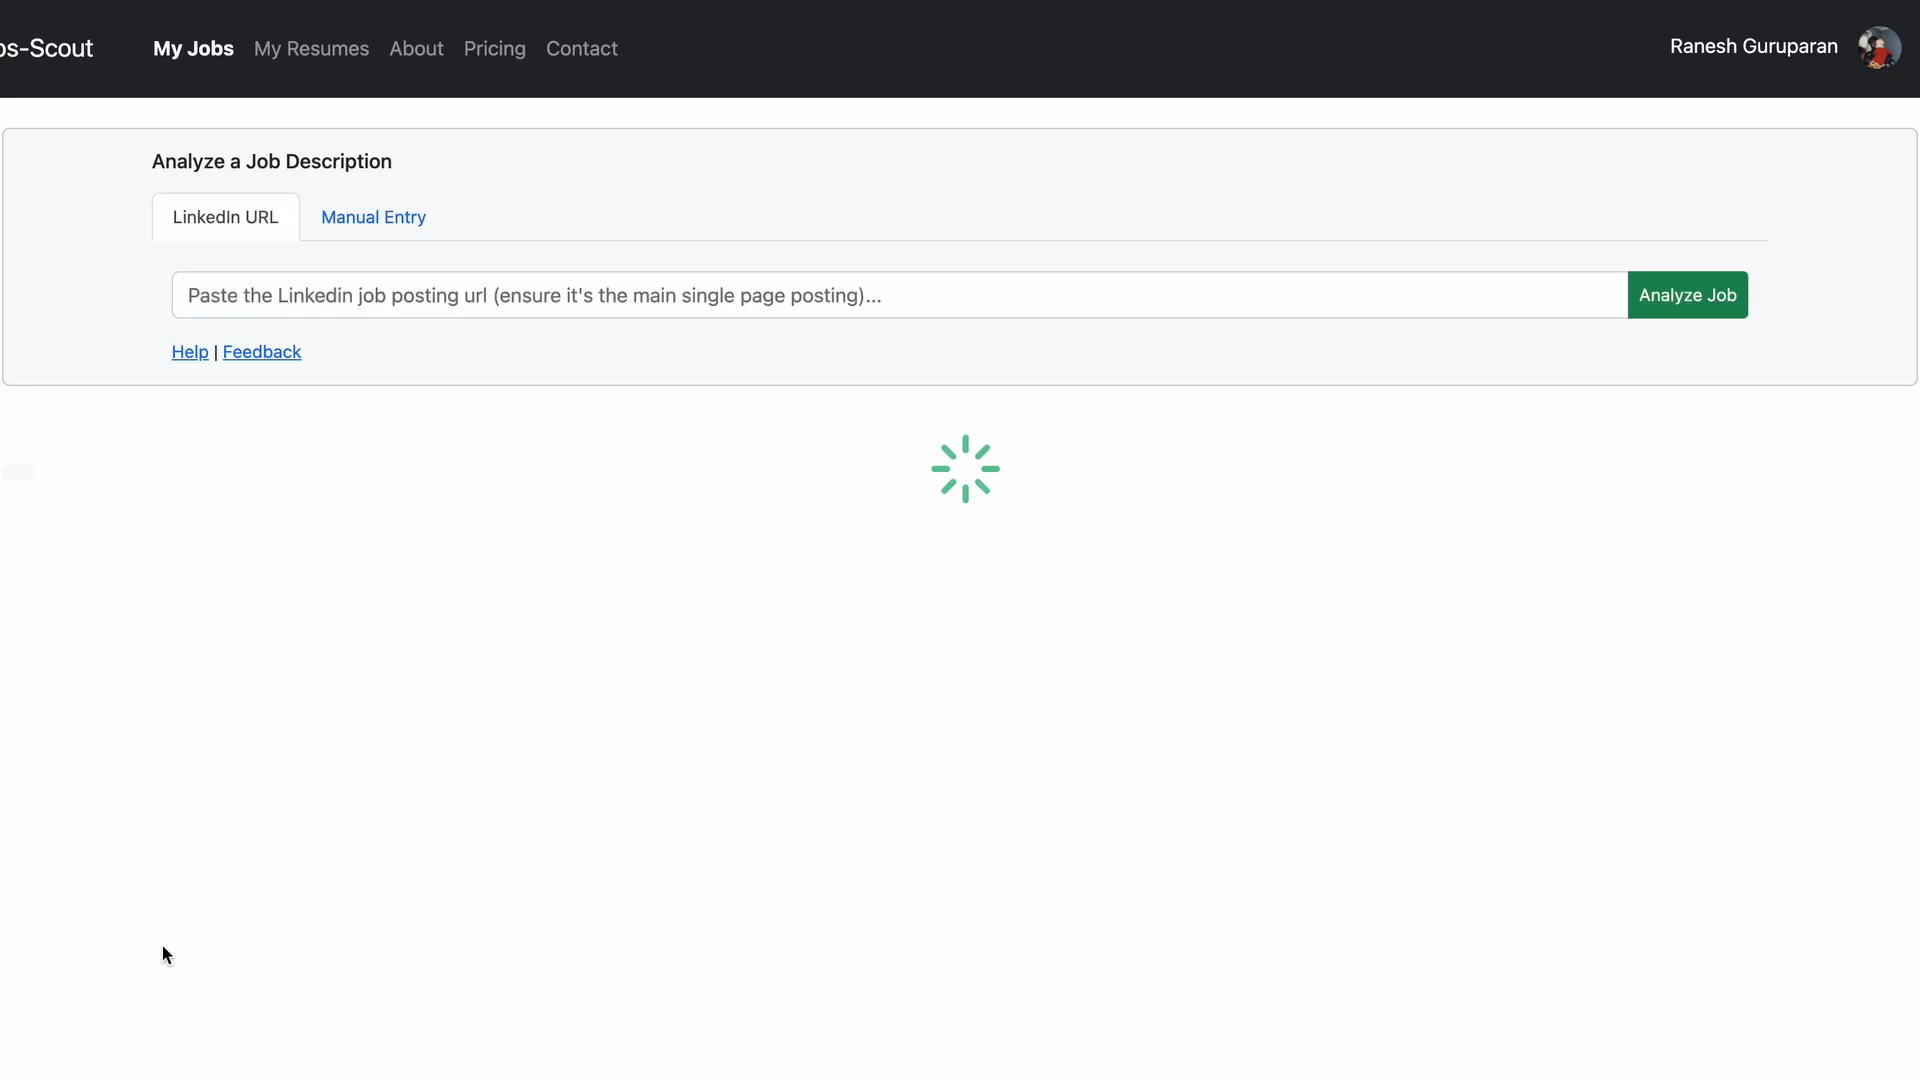 s-Scout
My Jobs
My Resumes
About
Pricing
Contact
Ranesh Guruparan
Analyze a Job Description
LinkedIn URL
Manual Entry
Paste the Linkedin job posting url (ensure it's the main single page posting)...
Analyze Job
Help | Feedback